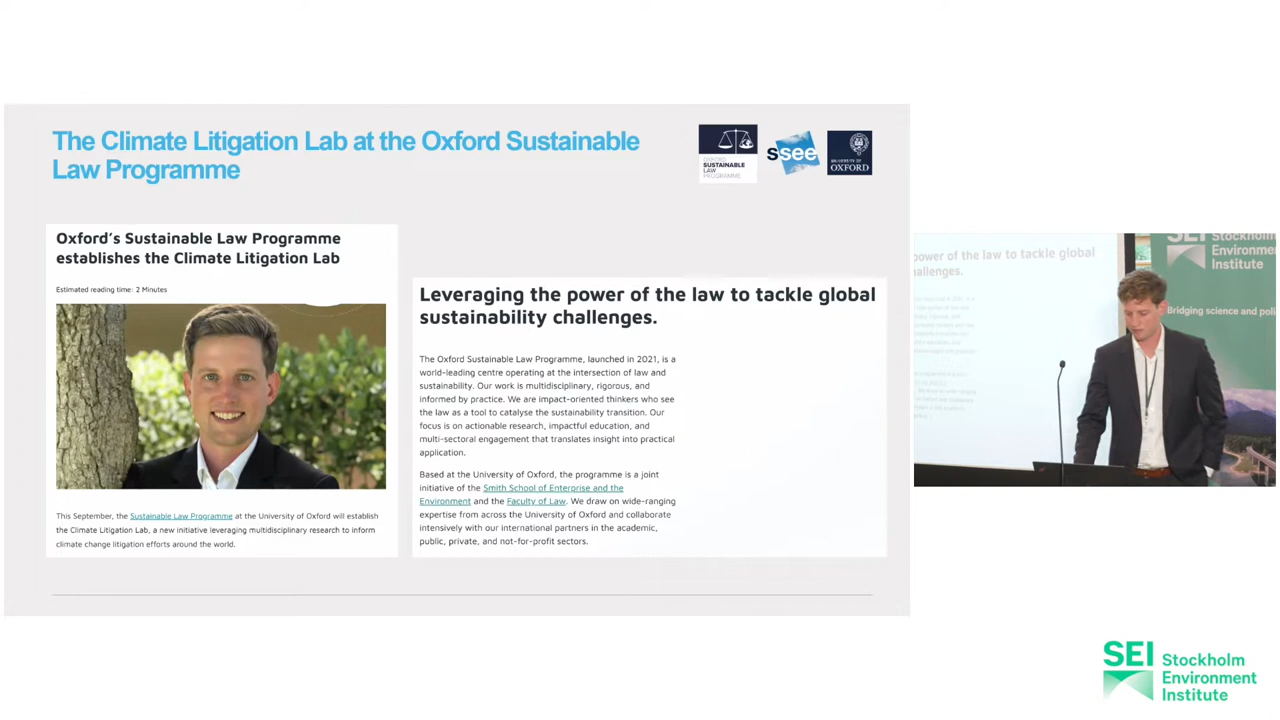 The Climate Litigation Lab at the Oxford Sustainable
Law Programme
OXFORD
SUSTAINABLE
LAW
PROGRAMME
ssee
UNIVERSITY OF
OXFORD
Oxford's Sustainable Law Programme
establishes the Climate Litigation Lab
Estimated reading time: 2 Minutes
This September, the Sustainable Law Programme at the University of Oxford will establish
the Climate Litigation Lab, a new initiative leveraging multidisciplinary research to inform
climate change litigation efforts around the world.
Leveraging the power of the law to tackle global
sustainability challenges.
The Oxford Sustainable Law Programme, launched in 2021, is a
world-leading centre operating at the intersection of law and
sustainability. Our work is multidisciplinary, rigorous, and
informed by practice. We are impact-oriented thinkers who see
the law as a tool to catalyse the sustainability transition. Our
focus is on actionable research, impactful education, and
multi-sectoral engagement that translates insight into practical
application.
Based at the University of Oxford, the programme is a joint
initiative of the Smith School of Enterprise and the
Environment and the Faculty of Law. We draw on wide-ranging
expertise from across the University of Oxford and collaborate
intensively with our international partners in the academic,
public, private, and not-for-profit sectors.
power of the law to tackle global
allenges.
SEI Stockholm
Environment
Institute
Bridging science and poli
SEI Stockholm
Environment
Institute